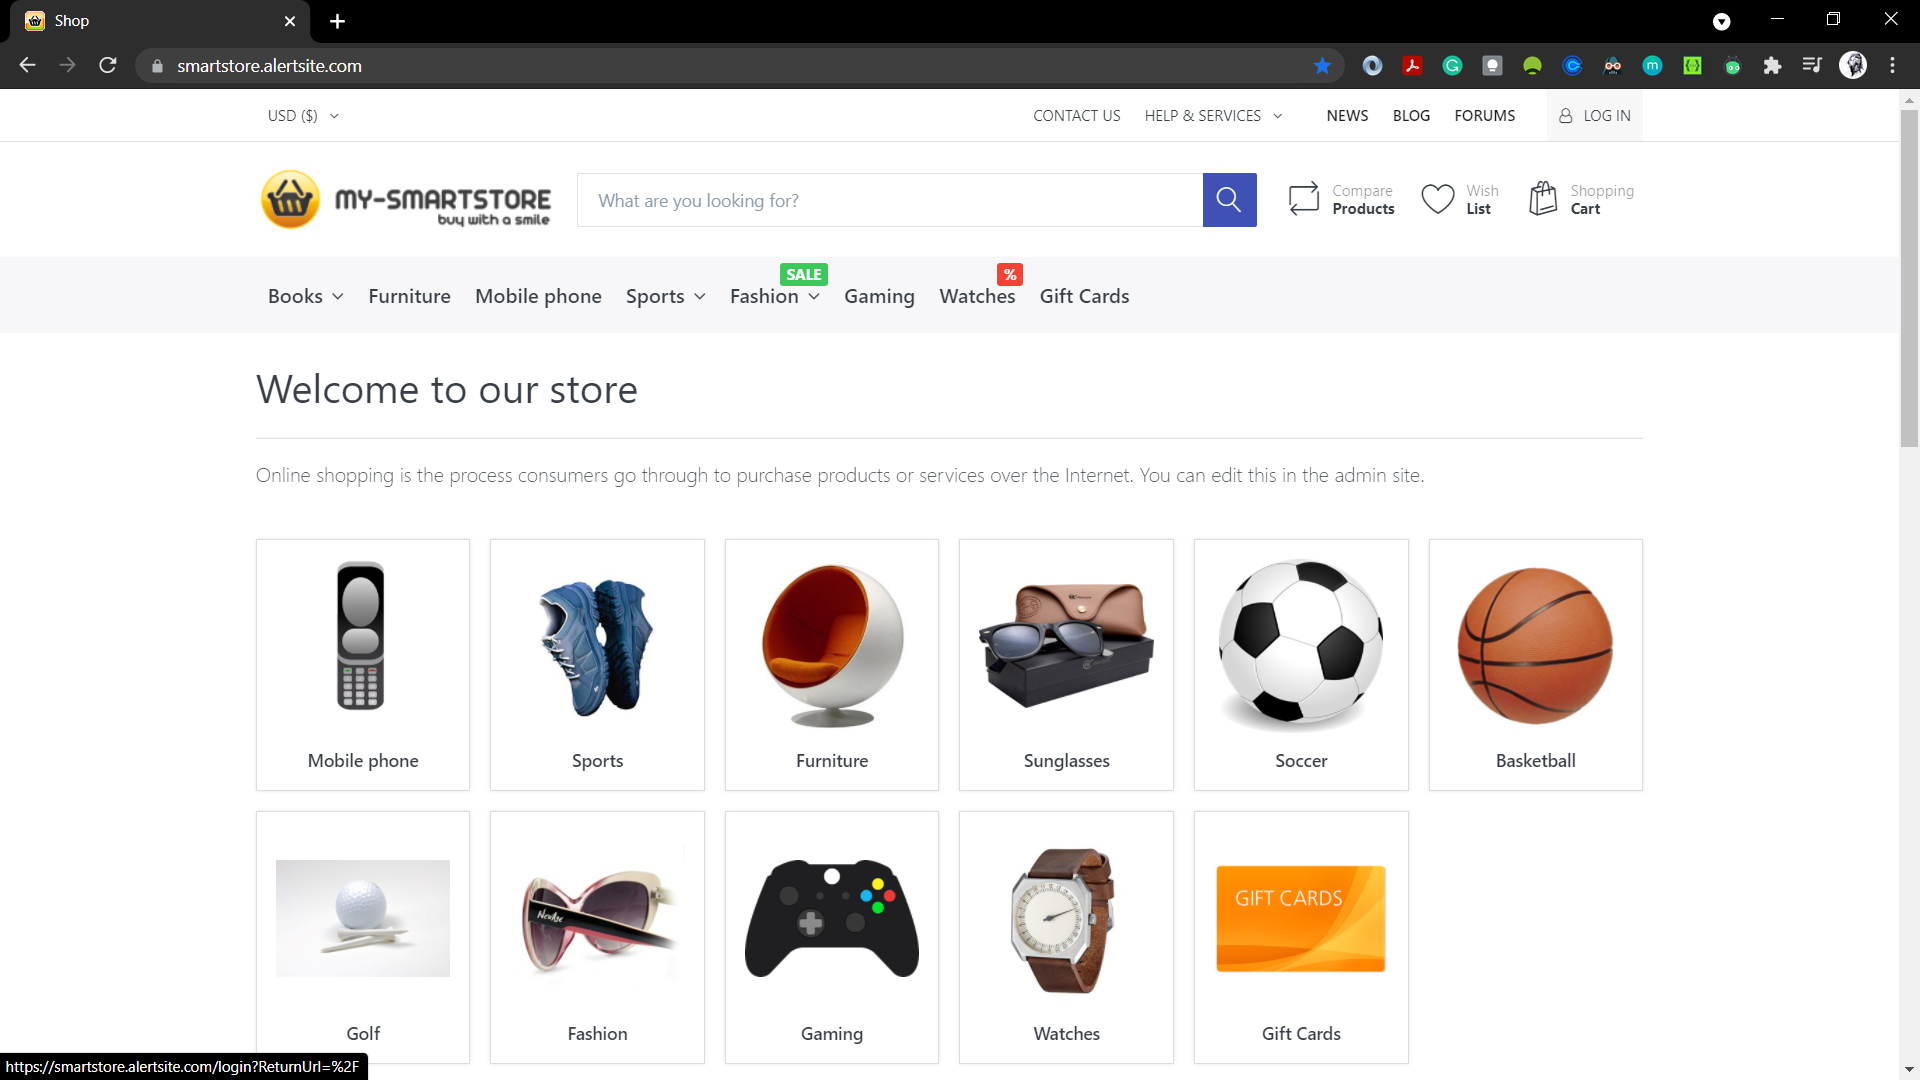 Shop
smartstore.alertsite.com
USD ($)
CONTACT US
HELP & SERVICES
NEWS
BLOG
FORUMS
LOG IN
MY-SMARTSTORE
buy with a smile
What are you looking for?
Compare
Products
Wish
List
Shopping
Cart
SALE
%
Books
Furniture
Mobile phone
Sports
Fashion
Gaming
Watches
Gift Cards
Welcome to our store
Online shopping is the process consumers go through to purchase products or services over the Internet. You can edit this in the admin site.
Mobile phone
Sports
Furniture
Sunglasses
Soccer
Basketball
NewAge
GIFT CARDS
Golf
Fashion
Gaming
Watches
Gift Cards
https://smartstore.alertsite.com/login?ReturnUrl=%2F